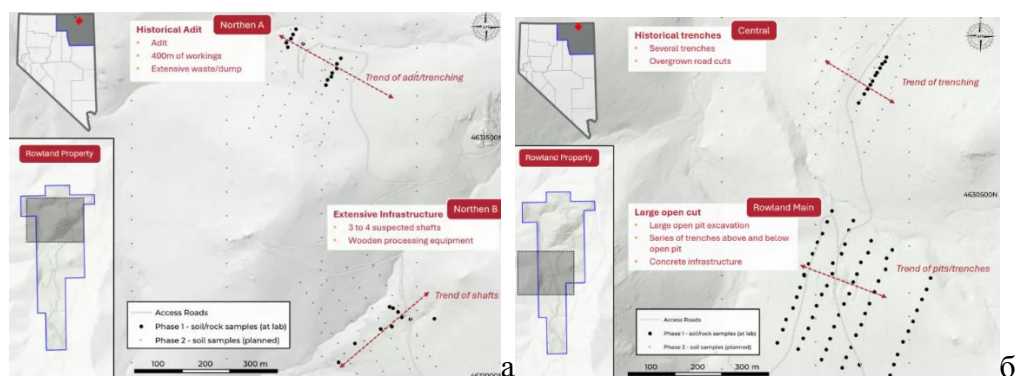 Historical Adit
Adit
400m of workings
Extensive waste/dump
Northen A
Trend of adit/trenching
Rowland Property
4631500N
Northen B
Extensive Infrastructure
3 to 4 suspected shafts
Wooden processing equipment
Trend of shafts
Access Roads
Phase 1 - soil/rock samples (at lab)
Phase 2 - soil samples (planned)
100 200 300 m
4631000N
а
Historical trenches
Several trenches
Overgrown road cuts
Central
Trend of trenching
Rowland Property
4630500N
Rowland Main
Large open cut
Large open pit excavation
Series of trenches above and below
open pit
Concrete infrastructure
Trend of pits/trenches
Access Roads
Phase 1 - soil/rock samples (at lab)
Phase 2 - soil samples (planned)
100 200 300 m
б